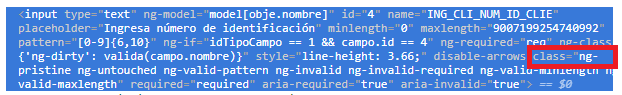 <input type="text" ng-model="model[obje.nombre]" id="4" name="ING_CLI_NUM_ID_CLIE"
placeholder="Ingresa número de identificación" minlength="0" maxlength="9007199254740992"
pattern="[0-9]{6,10}" ng-if="idTipoCampo == 1 && campo.id == 4" ng-required="req" ng-class=
{'ng-dirty': valida(campo.nombre)}" style="line-height: 3.66;" disable-arrows class="ng-
pristine ng-untouched ng-valid-pattern ng-invalid ng-invalid-required ng-valid-minlength n
valid-maxlength" required="required" aria-required="true" aria-invalid="true"> == $0